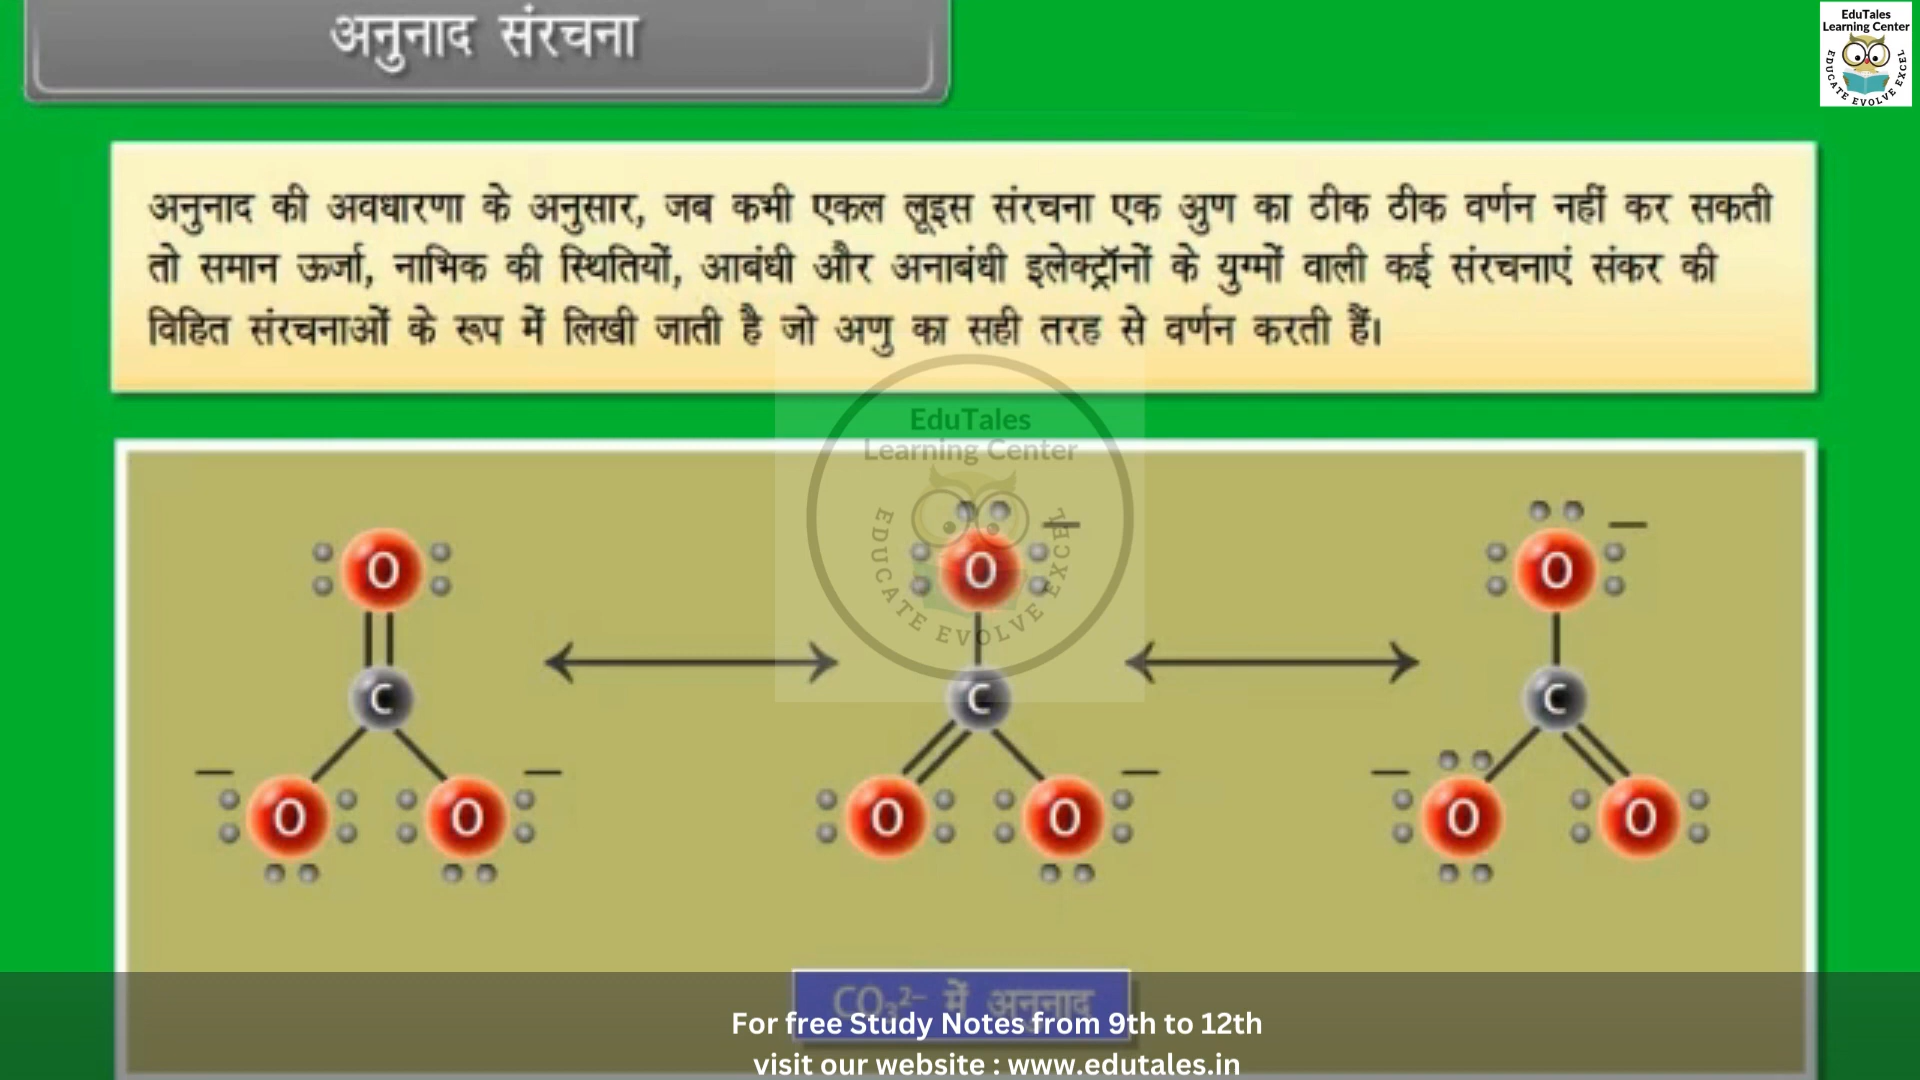 अनुनाद संरचना
EduTales
Learning Center
EDUCATE EVOLVE EXCEL
अनुनाद की अवधारणा के अनुसार, जब कभी एकल लूइस संरचना एक अुण का ठीक ठीक वर्णन नहीं कर सकती
तो समान ऊर्जा, नाभिक की स्थितियों, आबंधी और अनाबंधी इलेक्ट्रॉनों के युग्मों वाली कई संरचनाएं संकर की
विहित संरचनाओं के रूप में लिखी जाती है जो अणु का सही तरह से वर्णन करती हैं।
EduTales
Learning Center
EDUCATE EVOLVE EXCEL
O O – O –
C C C
– O O – O O – – O O
CO₃²⁻ में अनुनाद
For free Study Notes from 9th to 12th
visit our website : www.edutales.in